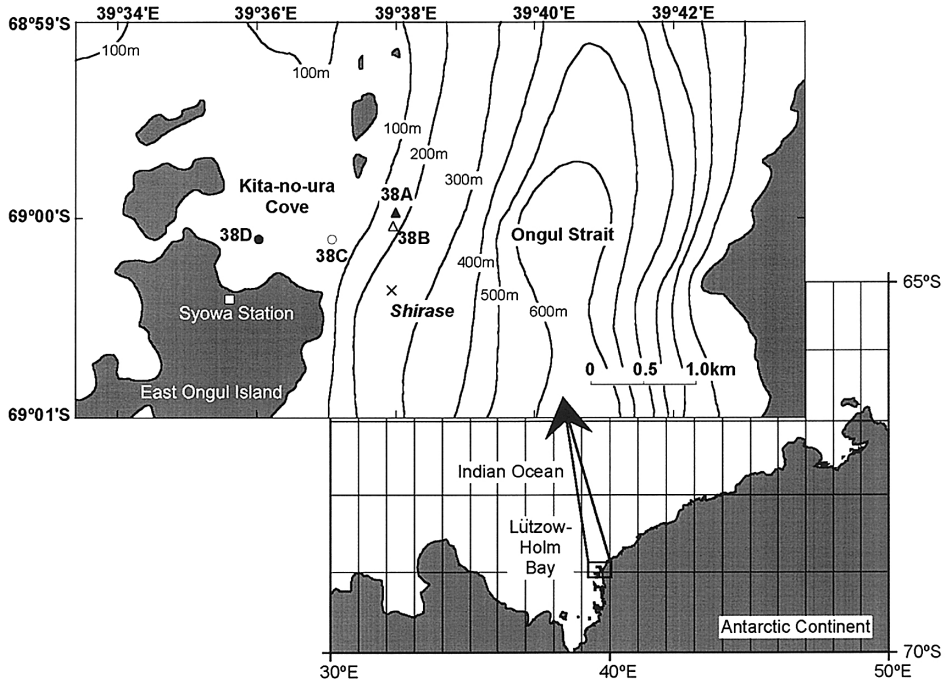 39°34'E 39°36'E 39°38'E 39°40'E 39°42'E
68°59'S
100m
100m
100m
200m
Kita-no-ura
Cove
300m
38A
69°00'S
38D
38B
Ongul Strait
38C
400m
65°S
Syowa Station
Shirase
500m
600m
0 0.5 1.0km
East Ongul Island
69°01'S
Indian Ocean
Lützow-
Holm
Bay
Antarctic Continent
70°S
30°E 40°E 50°E